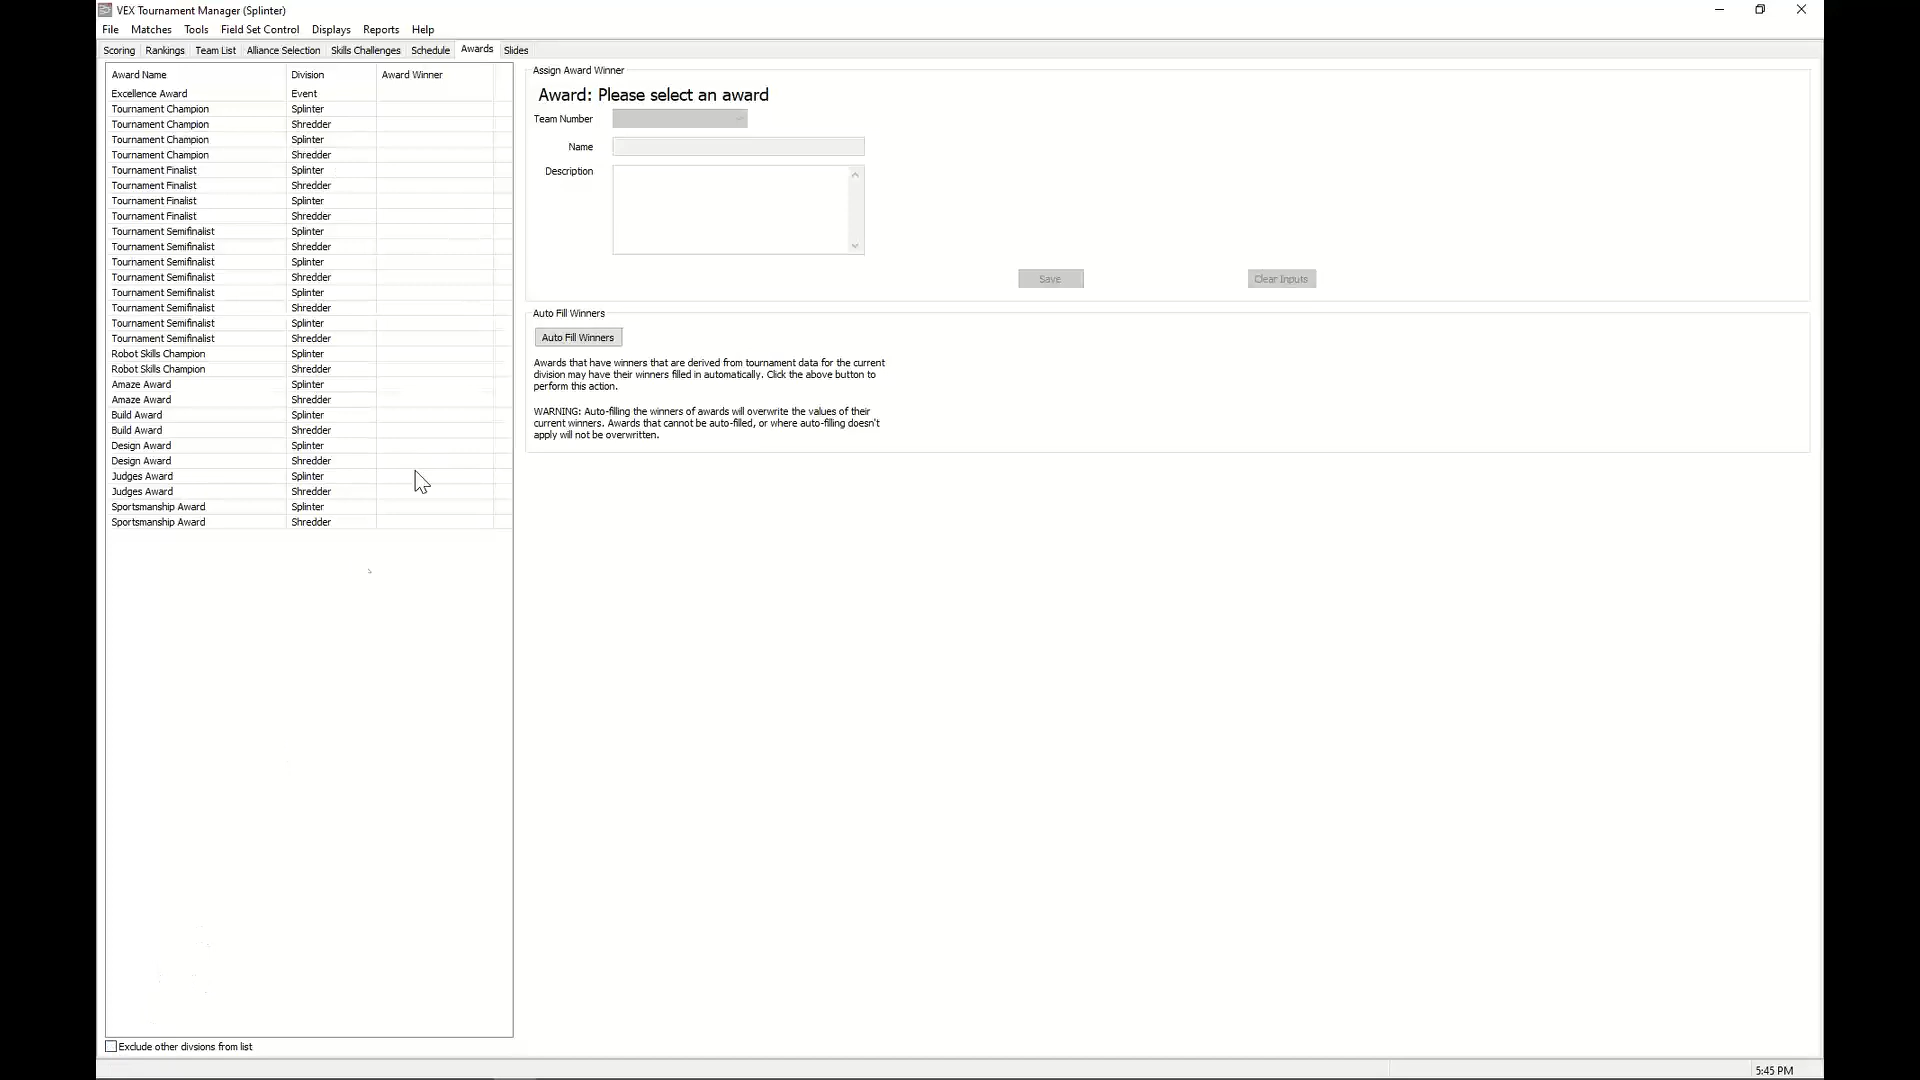 VEX Tournament Manager (Splinter)
File Matches Tools Field Set Control Displays Reports Help
Scoring Rankings Team List Alliance Selection Skills Challenges Schedule Awards Slides
Award Name Division Award Winner
Excellence Award Event
Tournament Champion Splinter
Tournament Champion Shredder
Tournament Champion Splinter
Tournament Champion Shredder
Tournament Finalist Splinter
Tournament Finalist Shredder
Tournament Finalist Splinter
Tournament Finalist Shredder
Tournament Semifinalist Splinter
Tournament Semifinalist Shredder
Tournament Semifinalist Splinter
Tournament Semifinalist Shredder
Tournament Semifinalist Splinter
Tournament Semifinalist Shredder
Tournament Semifinalist Splinter
Tournament Semifinalist Shredder
Robot Skills Champion Splinter
Robot Skills Champion Shredder
Amaze Award Splinter
Amaze Award Shredder
Build Award Splinter
Build Award Shredder
Design Award Splinter
Design Award Shredder
Judges Award Splinter
Judges Award Shredder
Sportsmanship Award Splinter
Sportsmanship Award Shredder
Exclude other divsions from list
Assign Award Winner
Award: Please select an award
Team Number
Name
Description
Save Clear Inputs
Auto Fill Winners
Auto Fill Winners
Awards that have winners that are derived from tournament data for the current
division may have their winners filled in automatically. Click the above button to
perform this action.
WARNING: Auto-filling the winners of awards will overwrite the values of their
current winners. Awards that cannot be auto-filled, or where auto-filling doesn't
apply will not be overwritten.
5:45 PM